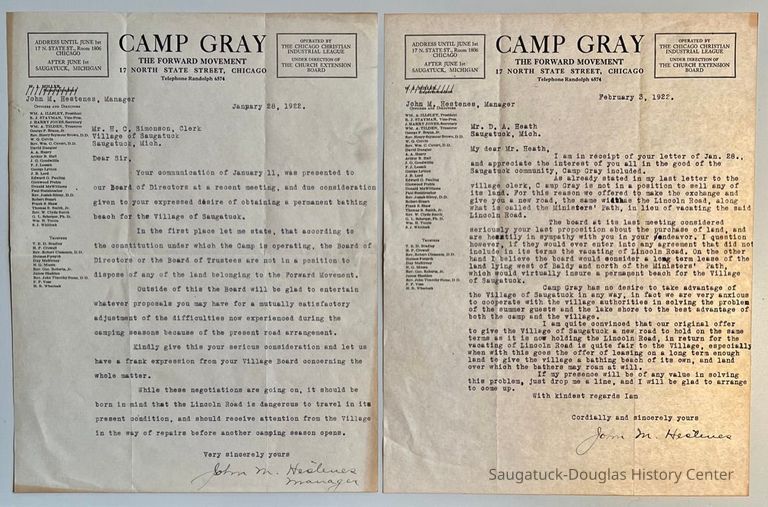 ADDRESS UNTIL JUNE 1st
17 N. STATE ST., Room 1806
CHICAGO
AFTER JUNE 1st
SAUGATUCK, MICHIGAN
CAMP GRAY
THE FORWARD MOVEMENT
17 NORTH STATE STREET, CHICAGO
Telephone Randolph 4874
OPERATED BY
THE CHICAGO CHRISTIAN
INDUSTRIAL LEAGUE
UNDER DIRECTION OF
THE CHURCH EXTENSION
BOARD
John M. Hestenes, Manager
January 28, 1922.
Mr. H. C. Simonson, Clerk
Village of Saugatuck
Saugatuck, Mich.
Dear Sir,
Your communication of January 11, was presented to
our Board of Directors at a recent meeting, and due consideration
given to your expressed desire of obtaining a permanent bathing
beach for the Village of Saugatuck.
In the first place let me state, that according to
the constitution under which the Camp is operating, the Board of
Directors or the Board of Trustees are not in a position to
dispose of any of the land belonging to the Forward Movement.
Outside of this the Board will be glad to entertain
whatever proposals you may have for a mutually satisfactory
adjustment of the difficulties now experienced during the
camping seasons because of the present road arrangement.
Kindly give this your serious consideration and let us
have a frank expression from your Village Board concerning the
whole matter.
While these negotiations are going on, it should be
born in mind that the Lincoln Road is dangerous to travel in its
present condition, and should receive attention from the Village
in the way of repairs before another camping season opens.
Very sincerely yours
John M. Hestenes
Manager
ADDRESS UNTIL JUNE 1st
17 N. STATE ST., Room 1806
CHICAGO
AFTER JUNE 1st
SAUGATUCK, MICHIGAN
CAMP GRAY
THE FORWARD MOVEMENT
17 NORTH STATE STREET, CHICAGO
Telephone Randolph 4874
OPERATED BY
THE CHICAGO CHRISTIAN
INDUSTRIAL LEAGUE
UNDER DIRECTION OF
THE CHURCH EXTENSION
BOARD
John M. Hestenes, Manager
February 3, 1922.
Mr. D. A. Heath
Saugatuck, Mich.
My dear Mr. Heath,
I am in receipt of your letter of Jan. 28.,
and appreciate the interest of you all in the good of the
Saugatuck community, Camp Gray included.
As already stated in my last letter to the
village clerk, Camp Gray is not in a position to sell any of
its land. For this reason we offered to make the exchange and
give you a new road, the same width as the Lincoln Road, along
what is called the Ministers' Path, in lieu of vacating the said
Lincoln Road.
The board at its last meeting considered
seriously your last proposition about the purchase of land, and
are heartily in sympathy with you in your endeavor. I question
however, if they would ever enter into any agreement that did not
include in its terms the vacating of Lincoln Road. On the other
hand I believe the board would consider a long term lease of the
land lying west of Baldy and north of the Ministers' Path,
which would virtually insure a permanent beach for the Village
of Saugatuck.
Camp Gray has no desire to take advantage of
the Village of Saugatuck in any way, in fact we are very anxious
to cooperate with the village authorities in solving the problem
of the summer guests and the lake shore to the best advantage of
both the camp and the village.
I am quite convinced that our original offer
to give the Village of Saugatuck a new road to hold on the same
terms as it is now holding the Lincoln Road, in return for the
vacating of Lincoln Road is quite fair to the Village, especially
when with this goes the offer of leasing on a long term enough
land to give the village a bathing beach of its own, and land
over which the bathers may roam at will.
If my presence will be of any value in solving
this problem, just drop me a line, and I will be glad to arrange
to come up.
With kindest regards Iam
Cordially and sincerely yours
John M. Hestenes
Saugatuck-Douglas History Center